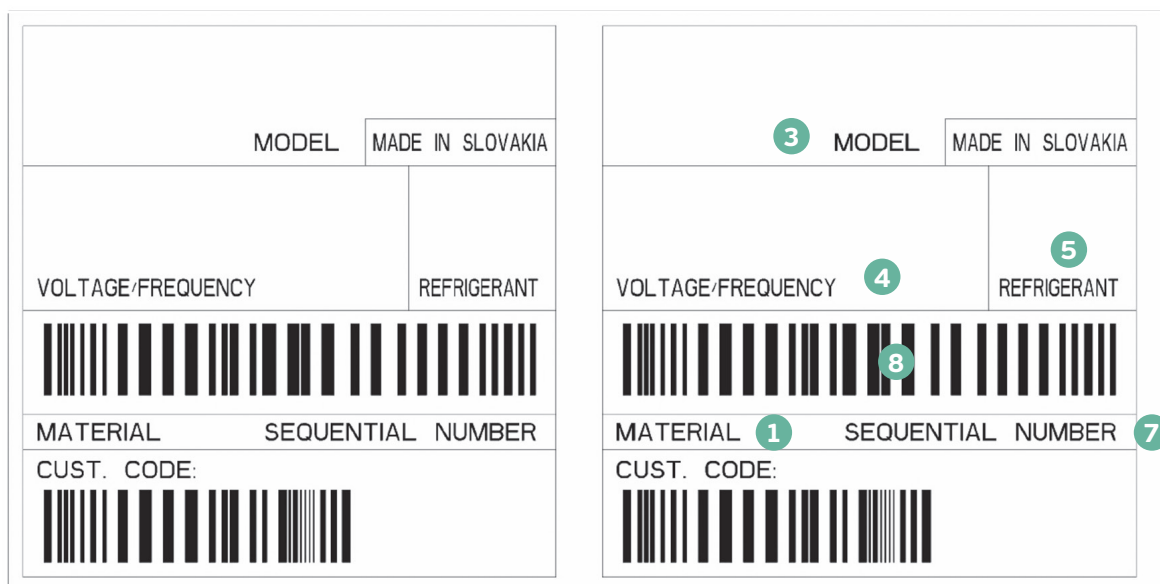 MODEL MADE IN SLOVAKIA
VOLTAGE/FREQUENCY REFRIGERANT
MATERIAL SEQUENTIAL NUMBER
CUST. CODE:
3 MODEL MADE IN SLOVAKIA
5
VOLTAGE/FREQUENCY 4 REFRIGERANT
8
MATERIAL 1 SEQUENTIAL NUMBER 7
CUST. CODE: